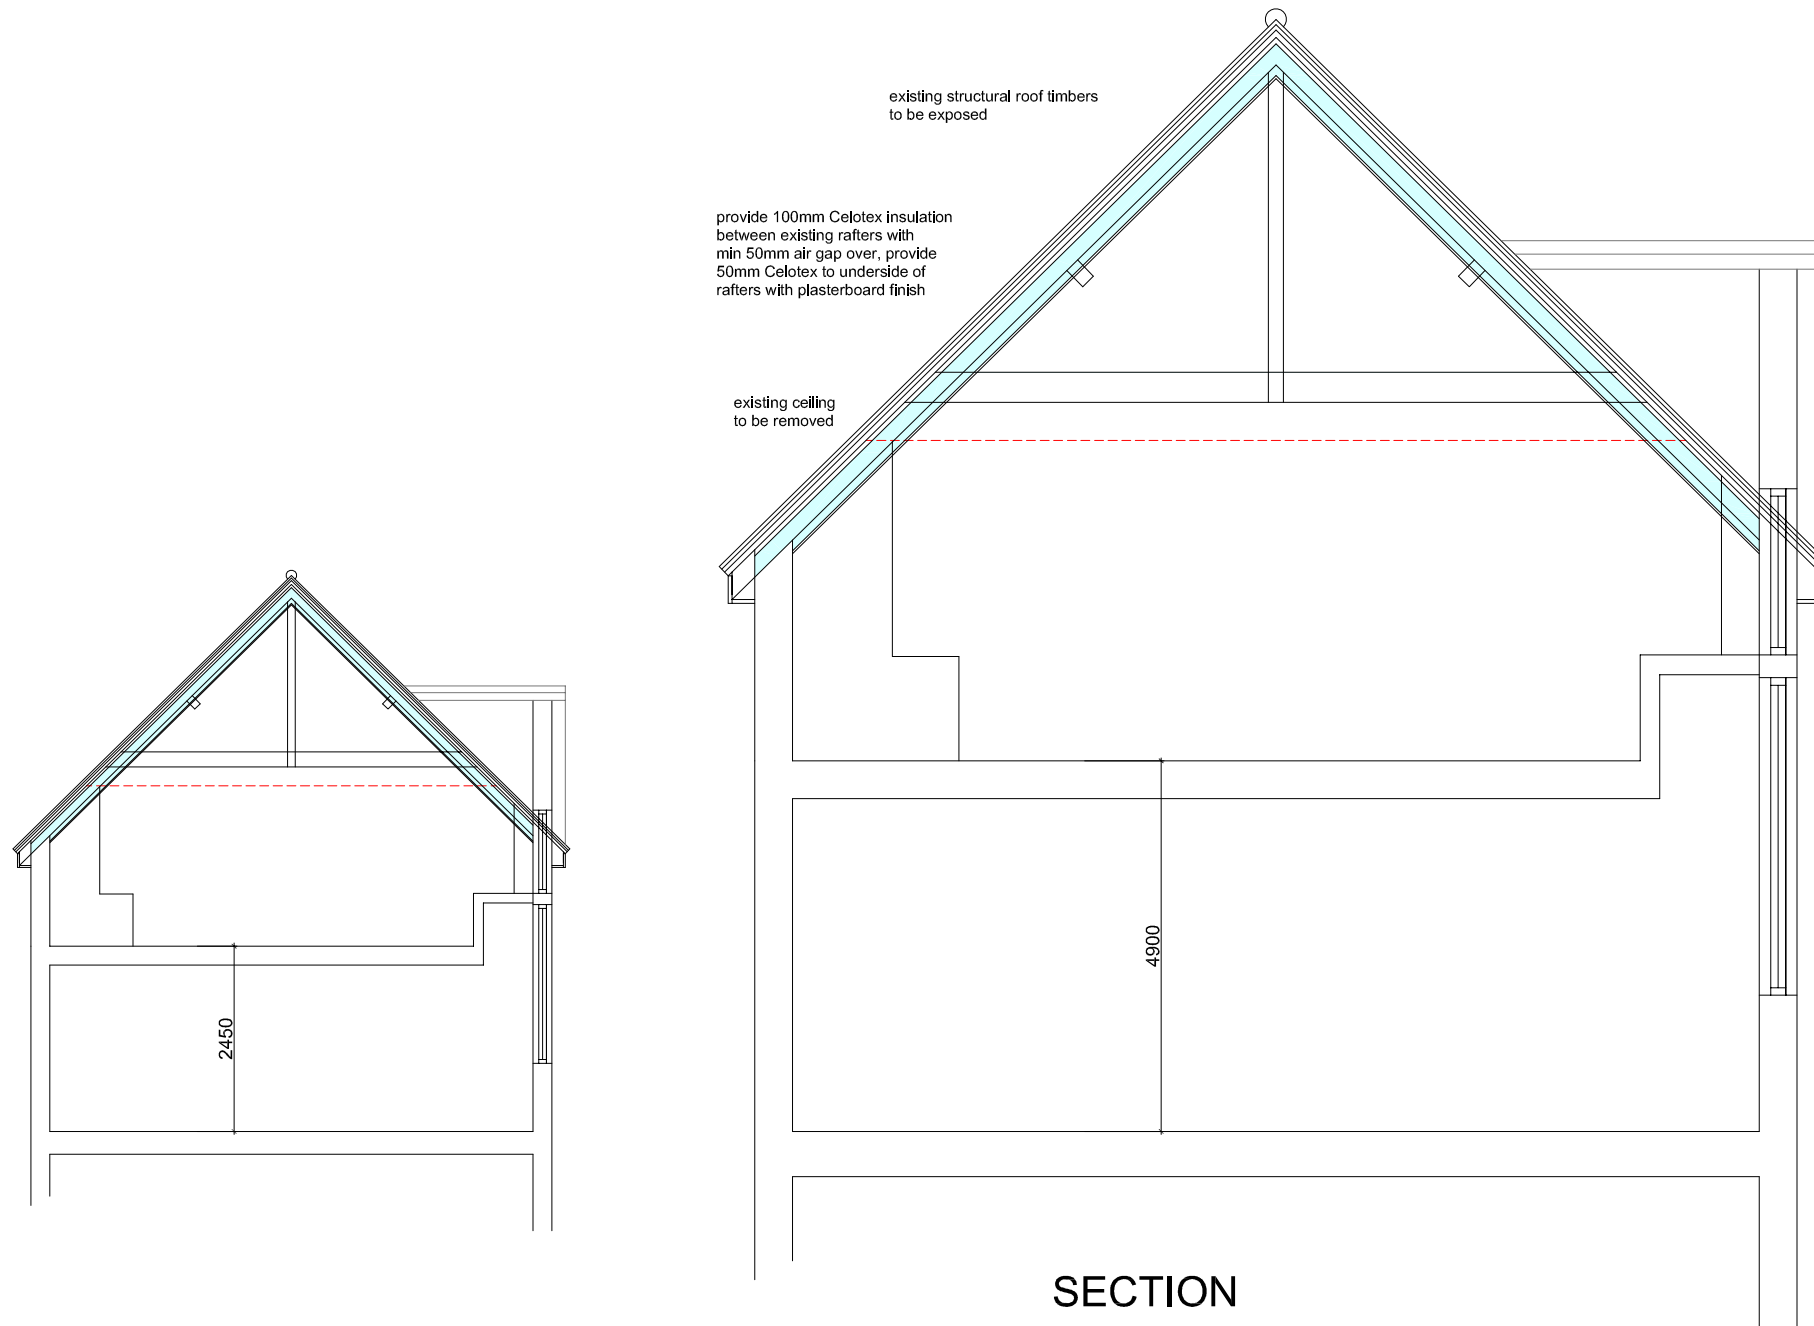 existing structural roof timbers
to be exposed
provide 100mm Celotex insulation
between existing rafters with
min 50mm air gap over, provide
50mm Celotex to underside of
rafters with plasterboard finish
existing ceiling
to be removed
2450
4900
SECTION